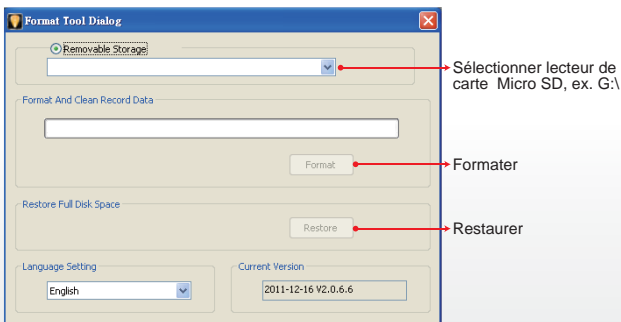 Format Tool Dialog
Removable Storage
Sélectionner lecteur de
carte Micro SD, ex. G:\
Format And Clean Record Data
Format
Formater
Restore Full Disk Space
Restore
Restaurer
Language Setting
Current Version
English
2011-12-16 V2.0.6.6